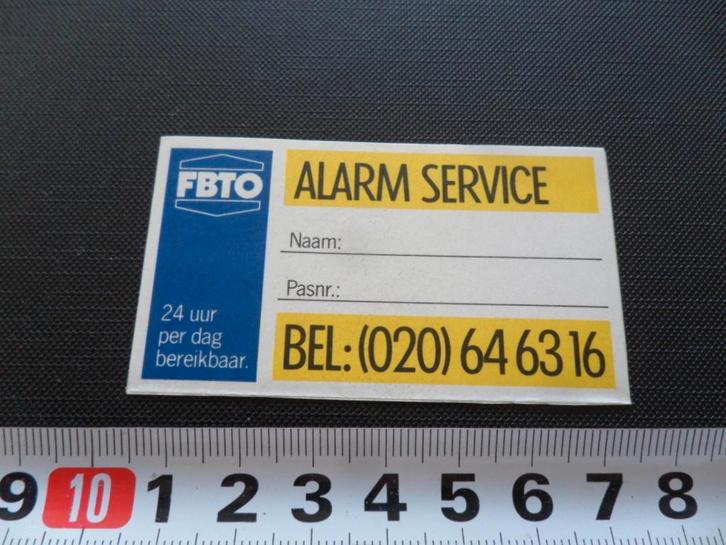 FBTO
ALARM SERVICE
Naam:
Pasnr.:
24 uur
per dag
bereikbaar.
BEL: (020) 64 63 16
9 10 1 2 3 4 5 6 7 8